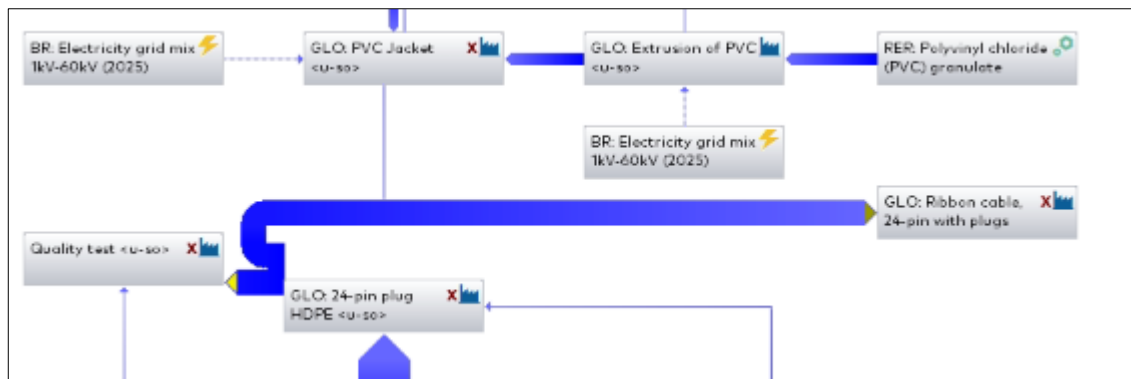 BR: Electricity grid mix
1kV-60kV (2025)
GLO: PVC Jacket X
<u-so>
GLO: Extrusion of PVC
<u-so>
RER: Polyvinyl chloride
(PVC) granulate
BR: Electricity grid mix
1kV-60kV (2025)
GLO: Ribbon cable, X
24-pin with plugs
Quality test <u-so> X
GLO: 24-pin plug X
HDPE <u-so>